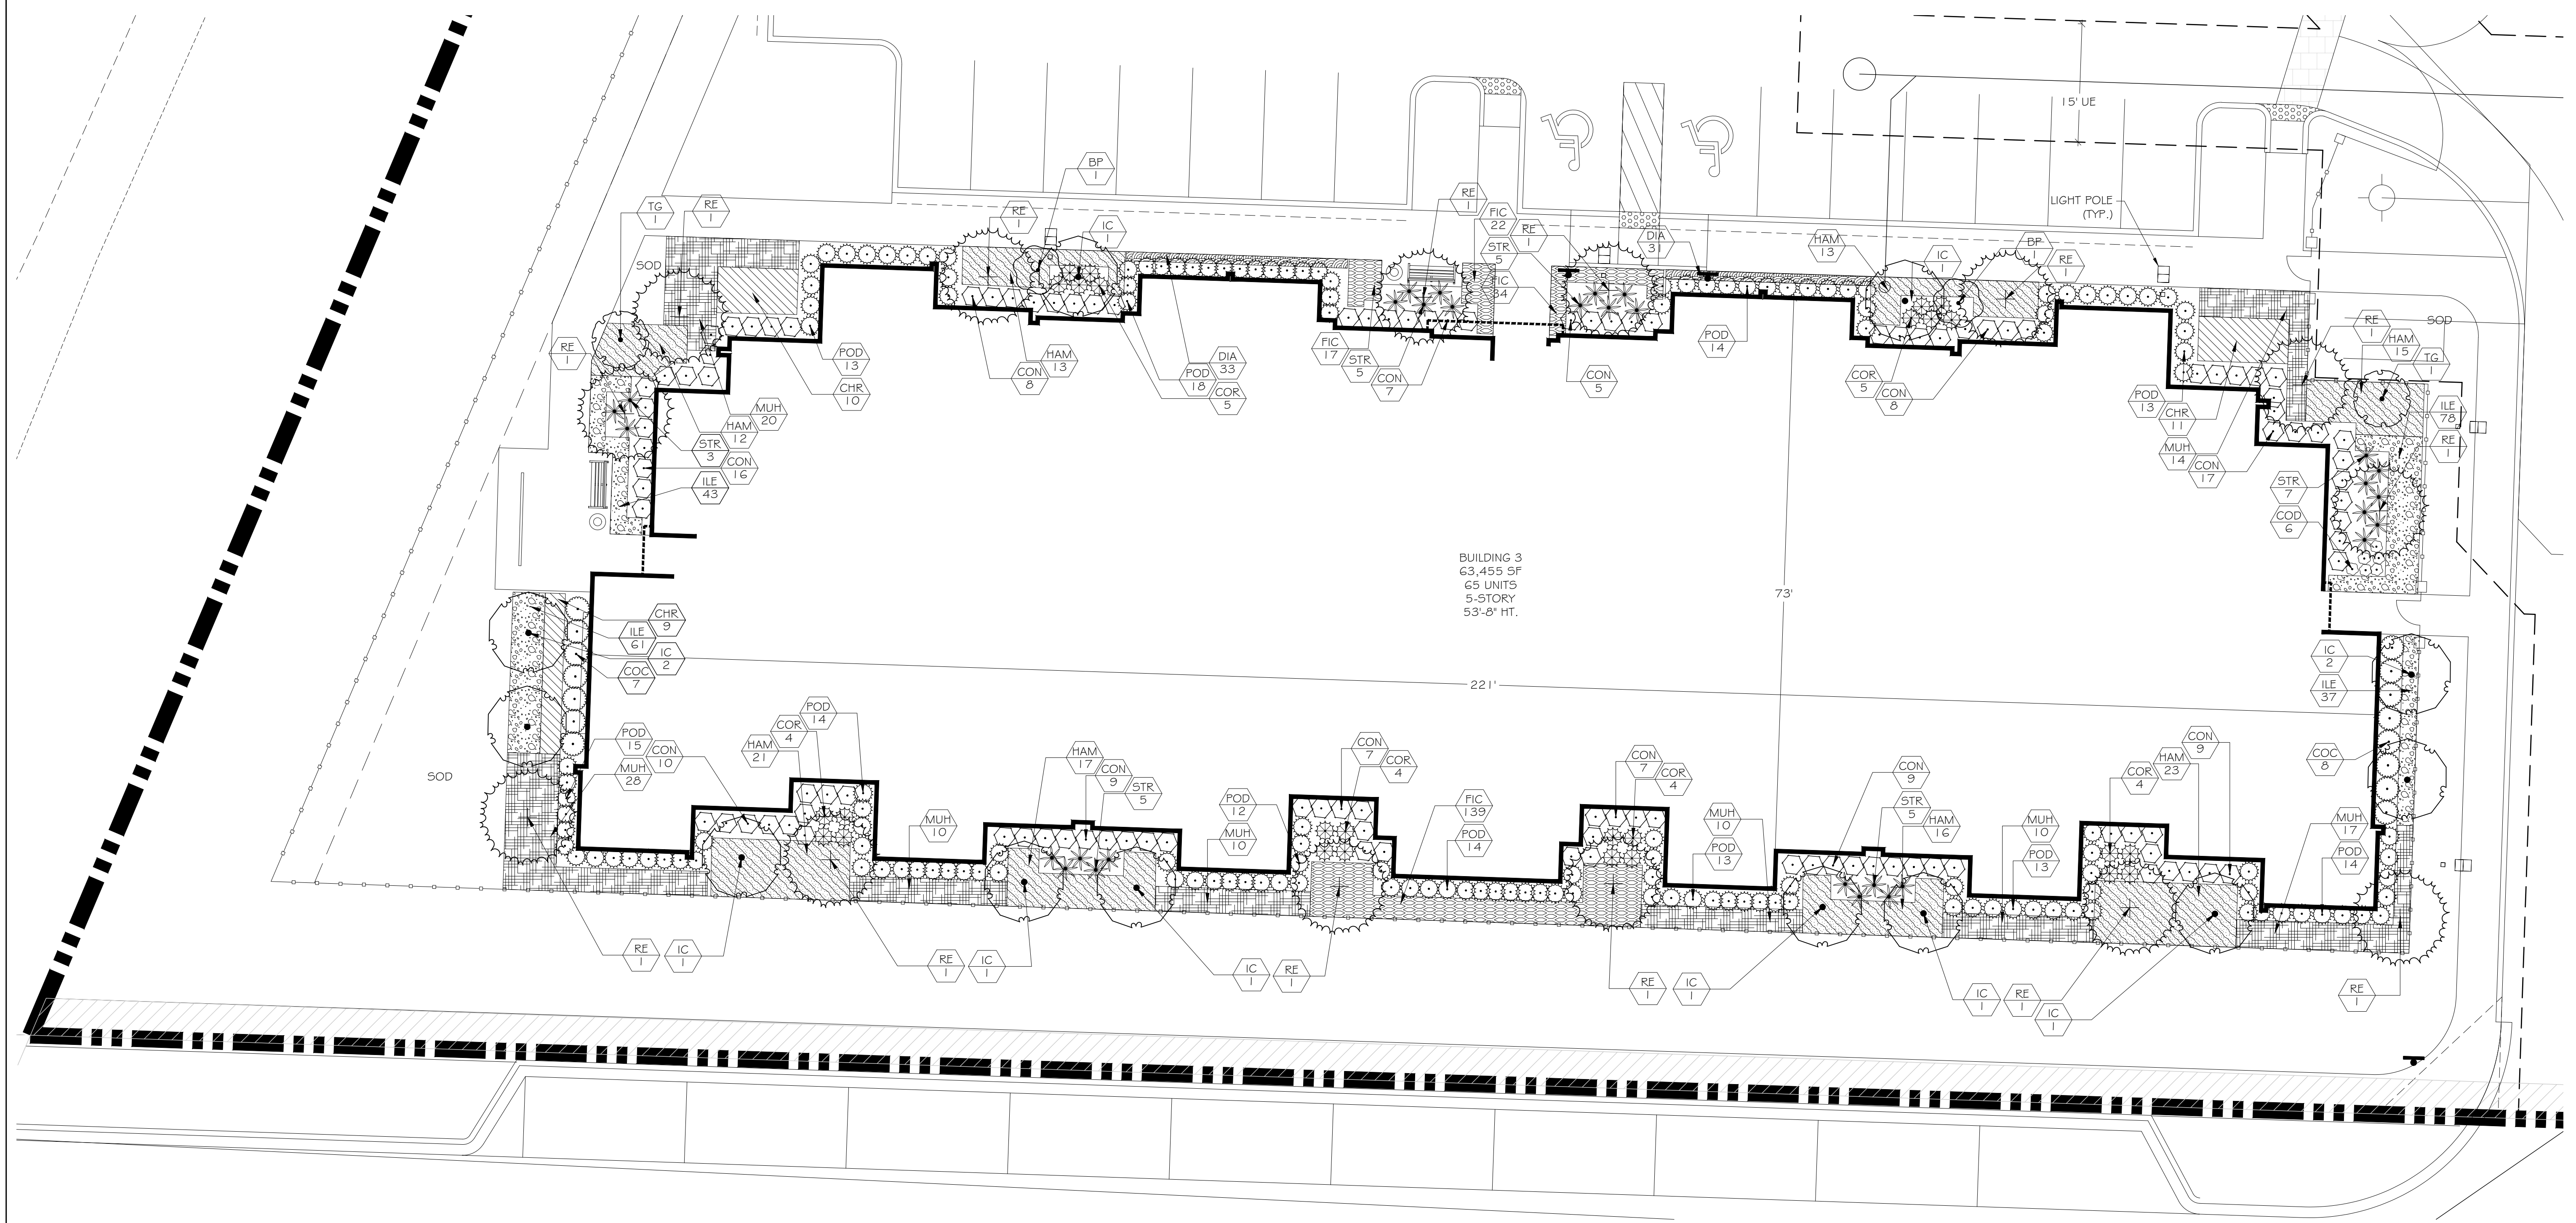 15' UE
BP
1
TG
1
RE
1
RE
1
IC
1
RE
1
FIC
22
RE
1
STR
5
DIA
31
HAM
13
IC
1
BP
1
RE
1
LIGHT POLE
(TYP.)
SOD
SOD
RE
1
POD
13
CHR
10
MUH
20
HAM
12
STR
3
CON
16
ILE
43
CON
8
HAM
13
POD
18
DIA
33
COR
5
FIC
17
STR
5
CON
7
CON
5
POD
14
COR
5
CON
8
RE
1
HAM
15
TG
1
ILE
78
RE
1
POD
13
CHR
11
MUH
14
CON
17
STR
7
COD
6
BUILDING 3
63,455 SF
65 UNITS
5-STORY
53'-8" HT.
73'
221'
CHR
9
ILE
61
IC
2
COC
7
IC
2
ILE
37
SOD
POD
15
CON
10
MUH
28
HAM
21
COR
4
POD
14
MUH
10
HAM
17
CON
9
STR
5
POD
12
MUH
10
CON
7
COR
4
FIC
139
POD
14
CON
7
COR
4
MUH
10
POD
13
CON
9
STR
5
HAM
16
MUH
10
POD
13
COR
4
HAM
23
CON
9
COC
8
MUH
17
POD
14
RE
1
IC
1
RE
1
IC
1
IC
1
RE
1
RE
1
IC
1
IC
1
RE
1
IC
1
RE
1